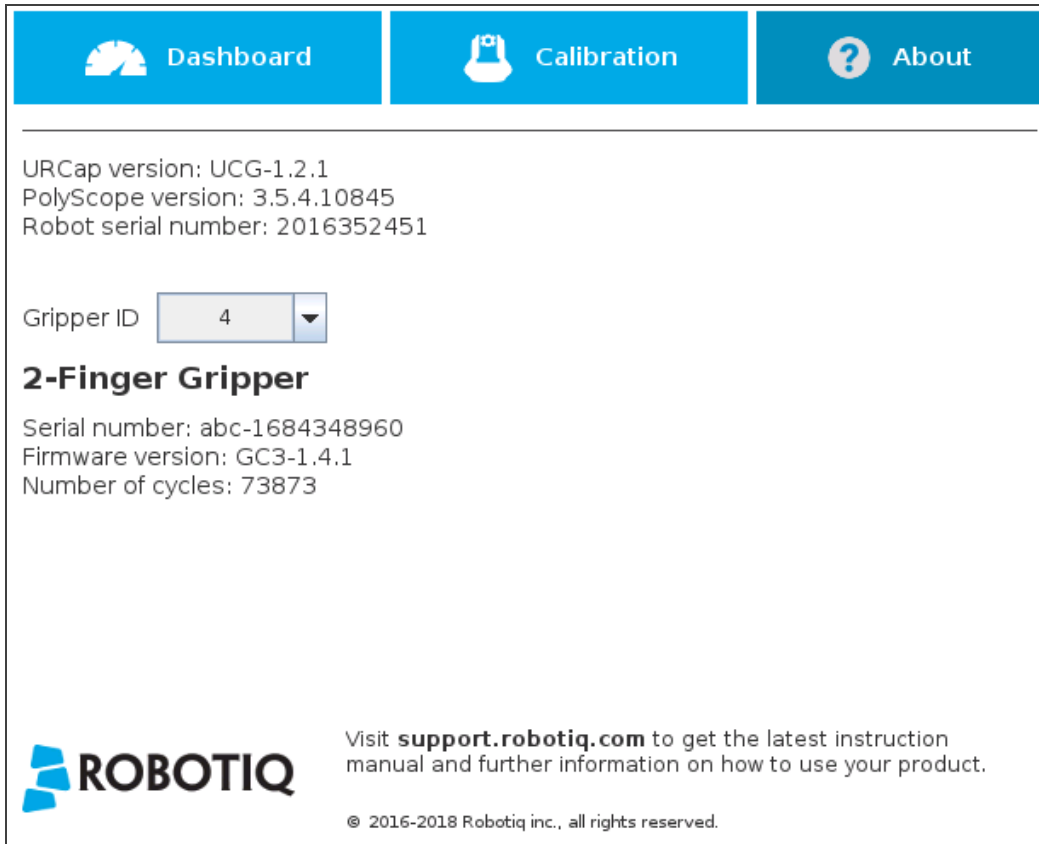 Dashboard
Calibration
? About
URCap version: UCG-1.2.1
PolyScope version: 3.5.4.10845
Robot serial number: 2016352451
Gripper ID 4
2-Finger Gripper
Serial number: abc-1684348960
Firmware version: GC3-1.4.1
Number of cycles: 73873
ROBOTIQ
Visit support.robotiq.com to get the latest instruction
manual and further information on how to use your product.
© 2016-2018 Robotiq inc., all rights reserved.